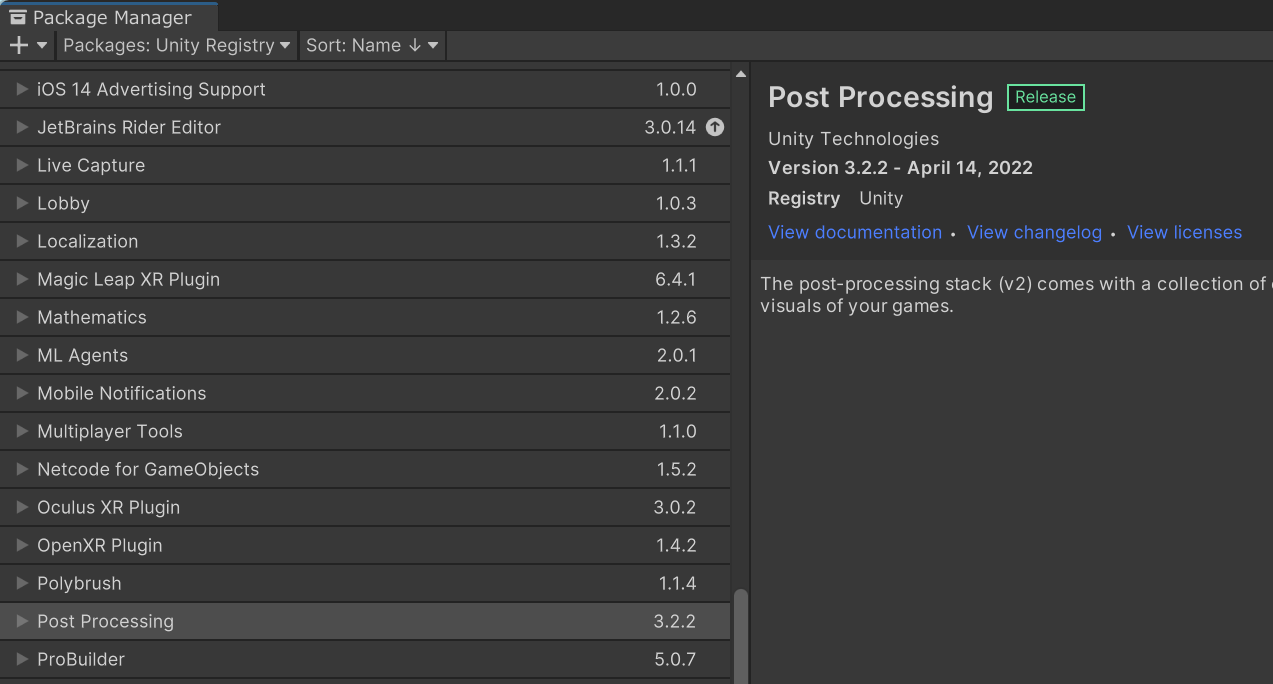 Package Manager
Packages: Unity Registry Sort: Name ↓
iOS 14 Advertising Support 1.0.0
JetBrains Rider Editor 3.0.14
Live Capture 1.1.1
Lobby 1.0.3
Localization 1.3.2
Magic Leap XR Plugin 6.4.1
Mathematics 1.2.6
ML Agents 2.0.1
Mobile Notifications 2.0.2
Multiplayer Tools 1.1.0
Netcode for GameObjects 1.5.2
Oculus XR Plugin 3.0.2
OpenXR Plugin 1.4.2
Polybrush 1.1.4
Post Processing 3.2.2
ProBuilder 5.0.7
Post Processing Release
Unity Technologies
Version 3.2.2 - April 14, 2022
Registry Unity
View documentation • View changelog • View licenses
The post-processing stack (v2) comes with a collection of
visuals of your games.